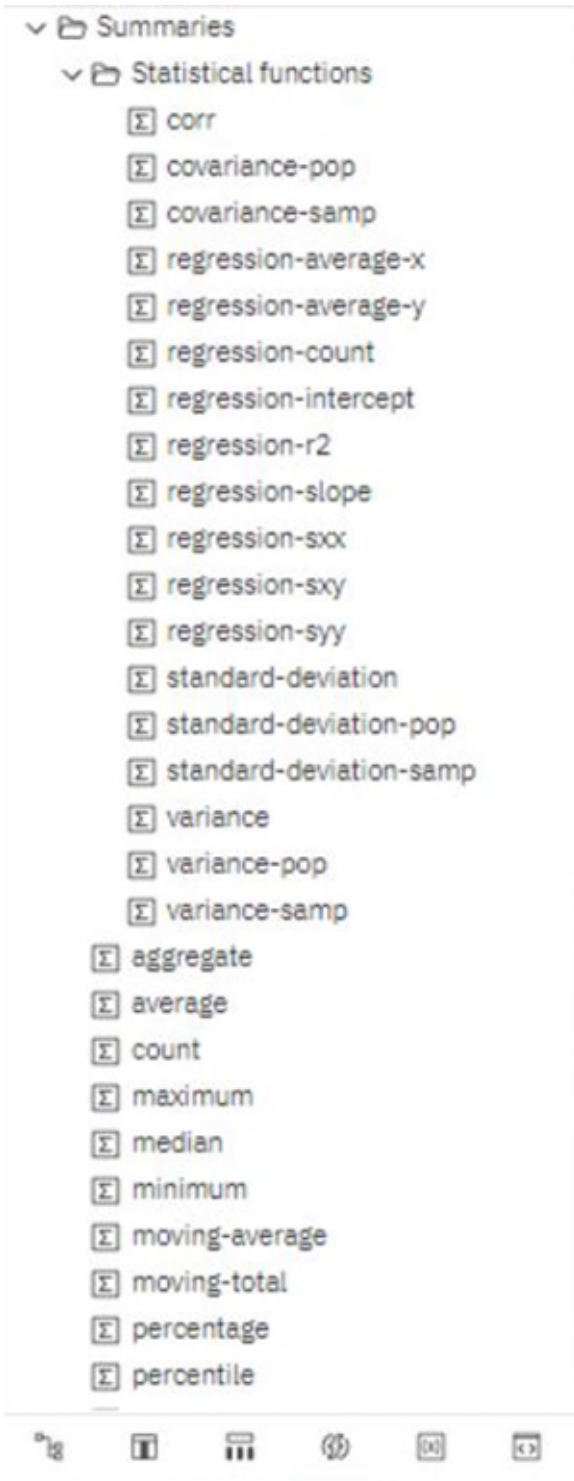 Summaries
Statistical functions
corr
covariance-pop
covariance-samp
regression-average-x
regression-average-y
regression-count
regression-intercept
regression-r2
regression-slope
regression-sxx
regression-sxy
regression-syy
standard-deviation
standard-deviation-pop
standard-deviation-samp
variance
variance-pop
variance-samp
aggregate
average
count
maximum
median
minimum
moving-average
moving-total
percentage
percentile